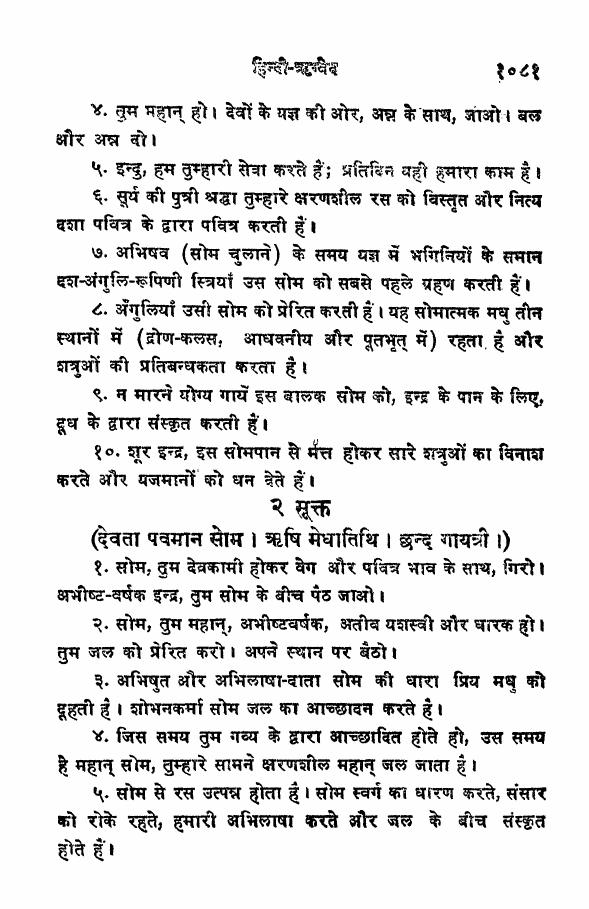 हिन्दी-ऋग्वेद १०८१
४. तुम महान् हो। देवों के यज्ञ की ओर, अन्न के साथ, जाओ। बल
और अन्न दो।
५. इन्दु, हम तुम्हारी सेवा करते हैं; प्रतिदिन यही हमारा काम है।
६. सूर्य की पुत्री श्रद्धा तुम्हारे क्षरणशील रस को विस्तृत और नित्य
दशा पवित्र के द्वारा पवित्र करती हैं।
७. अभिषव (सोम चुलाने) के समय यज्ञ में भगिनियों के समान
दश-अंगुलि-रूपिणी स्त्रियाँ उस सोम को सबसे पहले ग्रहण करती हैं।
८. अँगुलियाँ उसी सोम को प्रेरित करती हैं। यह सोमात्मक मधु तीन
स्थानों में (द्रोण-कलस, आधवनीय और पूतभृत् में) रहता है और
शत्रुओं की प्रतिबन्धकता करता है।
९. न मारने योग्य गायें इस बालक सोम को, इन्द्र के पान के लिए,
दूध के द्वारा संस्कृत करती हैं।
१०. शूर इन्द्र, इस सोमपान से मत्त होकर सारे शत्रुओं का विनाश
करते और यजमानों को धन देते हैं।
२ सूक्त
(देवता पवमान सोम। ऋषि मेधातिथि। छन्द गायत्री।)
१. सोम, तुम देवकामी होकर वेग और पवित्र भाव के साथ, गिरो।
अभीष्ट-वर्षक इन्द्र, तुम सोम के बीच पैठ जाओ।
२. सोम, तुम महान्, अभीष्टवर्षक, अतीब यशस्वी और धारक हो।
तुम जल को प्रेरित करो। अपने स्थान पर बैठो।
३. अभिषुत और अभिलाषा-दाता सोम की धारा प्रिय मधु को
दूहती है। शोभनकर्मा सोम जल का आच्छादन करते हैं।
४. जिस समय तुम गव्य के द्वारा आच्छादित होते हो, उस समय
हे महान् सोम, तुम्हारे सामने क्षरणशील महान् जल जाता है।
५. सोम से रस उत्पन्न होता है। सोम स्वर्ग का धारण करते, संसार
को रोके रहते, हमारी अभिलाषा करते और जल के बीच संस्कृत
होते हैं।